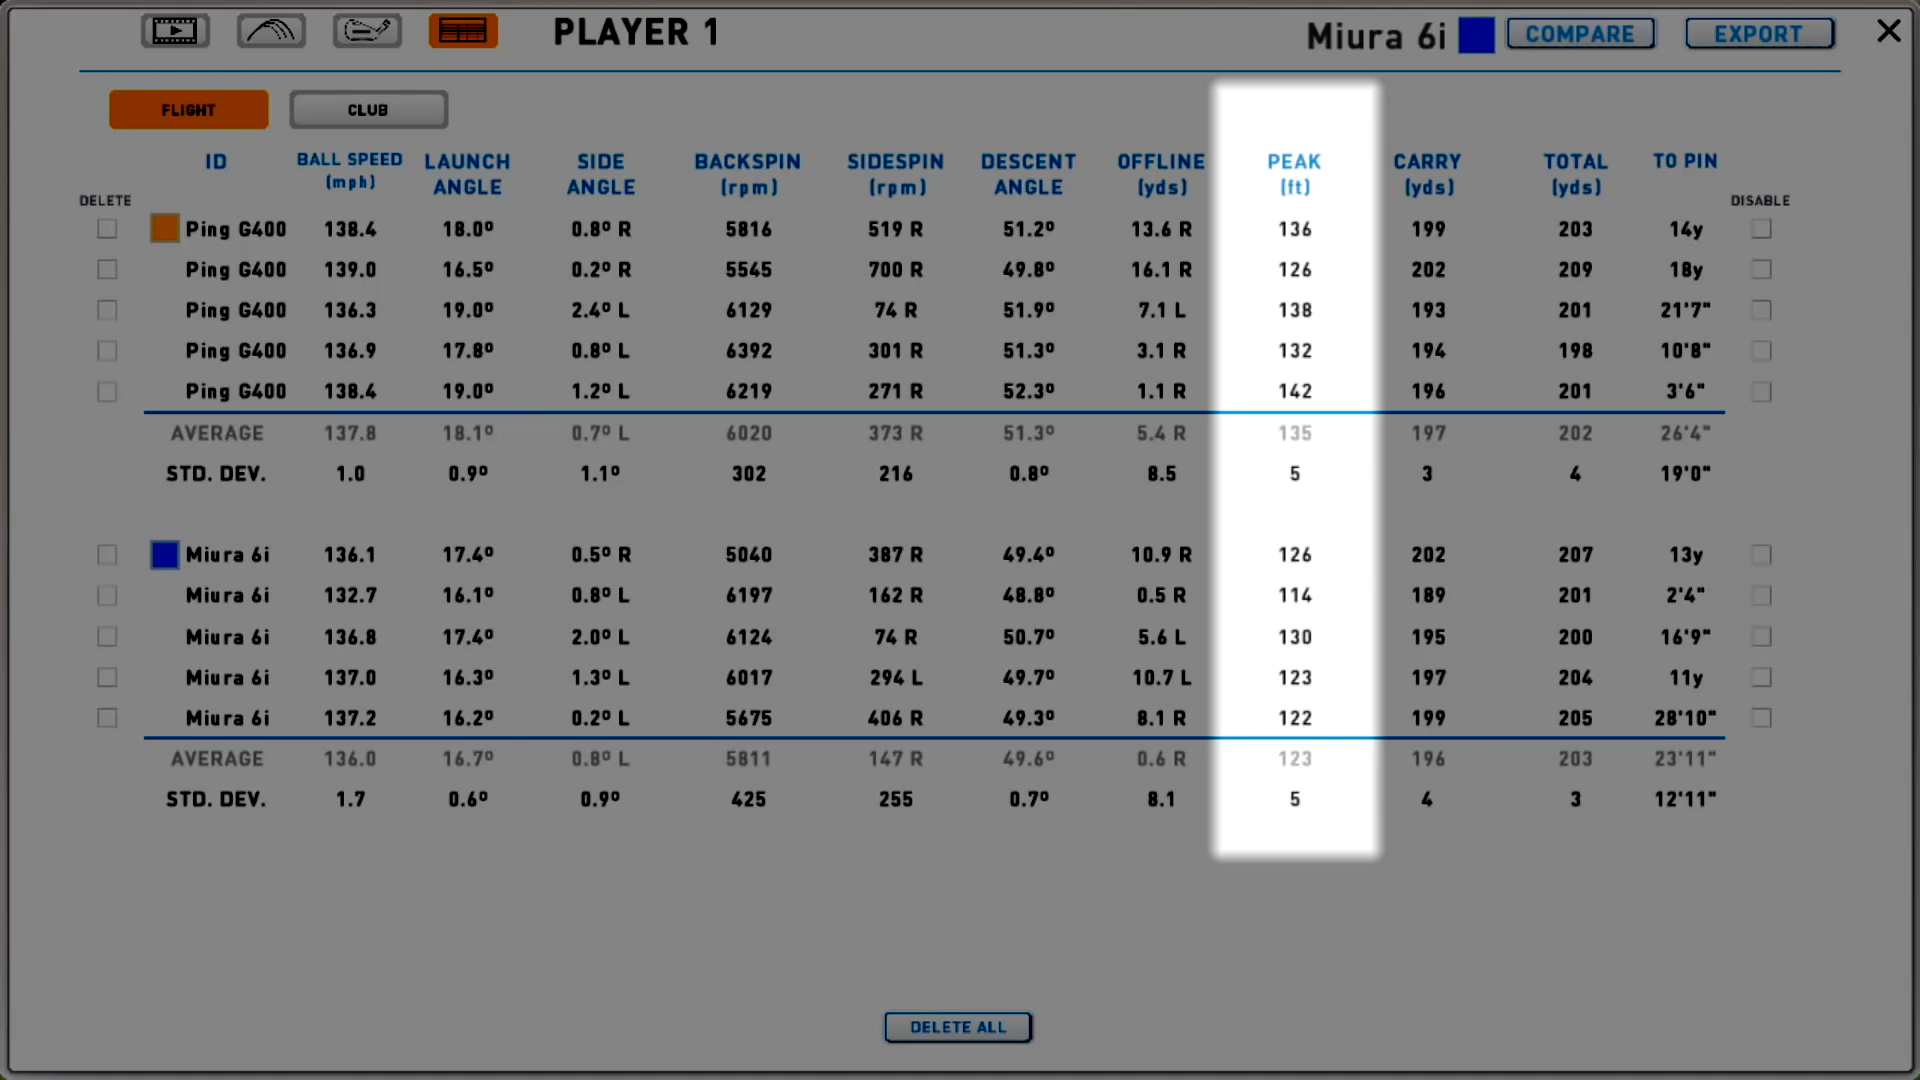 PLAYER 1
Miura 6i COMPARE EXPORT
FLIGHT CLUB
ID BALL SPEED (mph) LAUNCH ANGLE SIDE ANGLE BACKSPIN (rpm) SIDESPIN (rpm) DESCENT ANGLE OFFLINE (yds) PEAK (ft) CARRY (yds) TOTAL (yds) TO PIN
DELETE DISABLE
Ping G400 138.4 18.0º 0.8º R 5816 519 R 51.2º 13.6 R 136 199 203 14y
Ping G400 139.0 16.5º 0.2º R 5545 700 R 49.8º 16.1 R 126 202 209 18y
Ping G400 136.3 19.0º 2.4º L 6129 74 R 51.9º 7.1 L 138 193 201 21'7"
Ping G400 136.9 17.8º 0.8º L 6392 301 R 51.3º 3.1 R 132 194 198 10'8"
Ping G400 138.4 19.0º 1.2º L 6219 271 R 52.3º 1.1 R 142 196 201 3'6"
AVERAGE 137.8 18.1º 0.7º L 6020 373 R 51.3º 5.4 R 135 197 202 26'4"
STD. DEV. 1.0 0.9º 1.1º 302 216 0.8º 8.5 5 3 4 19'0"
Miura 6i 136.1 17.4º 0.5º R 5040 387 R 49.4º 10.9 R 126 202 207 13y
Miura 6i 132.7 16.1º 0.8º L 6197 162 R 48.8º 0.5 R 114 189 201 2'4"
Miura 6i 136.8 17.4º 2.0º L 6124 74 R 50.7º 5.6 L 130 195 200 16'9"
Miura 6i 137.0 16.3º 1.3º L 6017 294 L 49.7º 10.7 L 123 197 204 11y
Miura 6i 137.2 16.2º 0.2º L 5675 406 R 49.3º 8.1 R 122 199 205 28'10"
AVERAGE 136.0 16.7º 0.8º L 5811 147 R 49.6º 0.6 R 123 196 203 23'11"
STD. DEV. 1.7 0.6º 0.9º 425 255 0.7º 8.1 5 4 3 12'11"
DELETE ALL